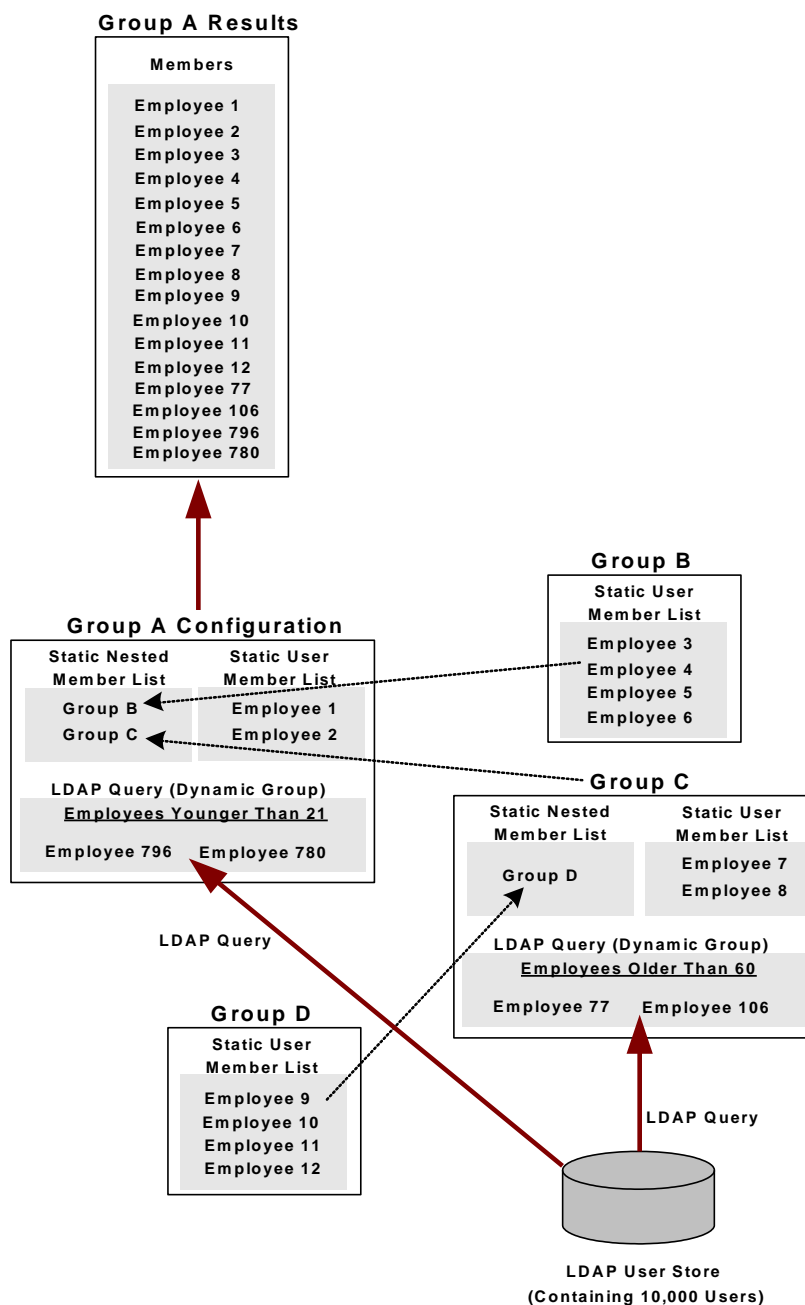 Group A Results
Members
Employee 1
Employee 2
Employee 3
Employee 4
Employee 5
Employee 6
Employee 7
Employee 8
Employee 9
Employee 10
Employee 11
Employee 12
Employee 77
Employee 106
Employee 796
Employee 780
Group B
Static User
Member List
Employee 3
Employee 4
Employee 5
Employee 6
Group A Configuration
Static Nested
Member List
Group B
Group C
Static User
Member List
Employee 1
Employee 2
LDAP Query (Dynamic Group)
Employees Younger Than 21
Employee 796
Employee 780
Group C
Static Nested
Member List
Group D
Static User
Member List
Employee 7
Employee 8
LDAP Query (Dynamic Group)
Employees Older Than 60
Employee 77
Employee 106
LDAP Query
Group D
Static User
Member List
Employee 9
Employee 10
Employee 11
Employee 12
LDAP Query
LDAP User Store
(Containing 10,000 Users)